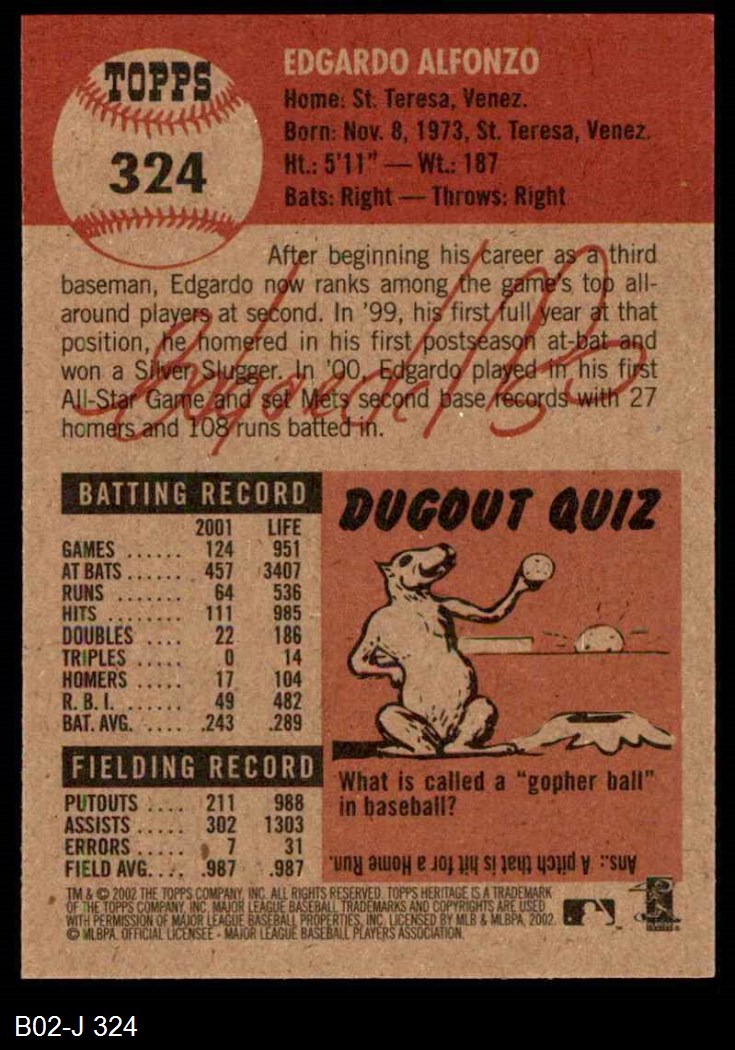 TOPPS
324
EDGARDO ALFONZO
Home: St. Teresa, Venez.
Born: Nov. 8, 1973, St. Teresa, Venez.
Ht.: 5'11" — Wt.: 187
Bats: Right — Throws: Right
After beginning his career as a third
baseman, Edgardo now ranks among the game's top all-
around players at second. In '99, his first full year at that
position, he homered in his first postseason at-bat and
won a Silver Slugger. In '00, Edgardo played in his first
All-Star Game and set Mets second base records with 27
homers and 108 runs batted in.
BATTING RECORD
2001 LIFE
GAMES ...... 124 951
AT BATS ..... 457 3407
RUNS ....... 64 536
HITS ........ 111 985
DOUBLES .... 22 186
TRIPLES ..... 0 14
HOMERS ..... 17 104
R. B. I. ...... 49 482
BAT. AVG. .... .243 .289
FIELDING RECORD
PUTOUTS .... 211 988
ASSISTS ..... 302 1303
ERRORS ..... 7 31
FIELD AVG. ... .987 .987
DUGOUT QUIZ
What is called a "gopher ball"
in baseball?
Ans.: A pitch that is hit for a Home Run.
TM & © 2002 THE TOPPS COMPANY, INC. ALL RIGHTS RESERVED. TOPPS HERITAGE IS A TRADEMARK
OF THE TOPPS COMPANY, INC. MAJOR LEAGUE BASEBALL TRADEMARKS AND COPYRIGHTS ARE USED
WITH PERMISSION OF MAJOR LEAGUE BASEBALL PROPERTIES, INC. LICENSED BY MLB & MLBPA, 2002.
© MLBPA. OFFICIAL LICENSEE - MAJOR LEAGUE BASEBALL PLAYERS ASSOCIATION.
B02-J 324